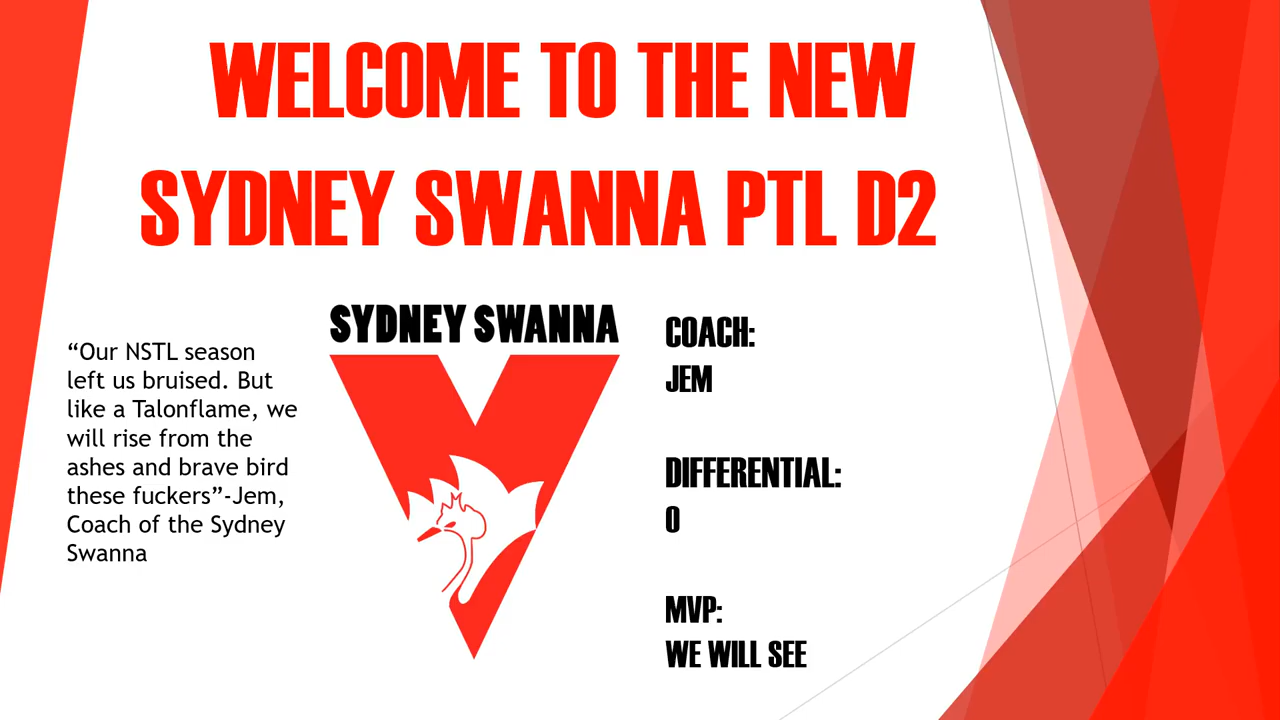 WELCOME TO THE NEW
SYDNEY SWANNA PTL D2
“Our NSTL season
left us bruised. But
like a Talonflame, we
will rise from the
ashes and brave bird
these fuckers”-Jem,
Coach of the Sydney
Swanna
SYDNEY SWANNA
COACH:
JEM
DIFFERENTIAL:
0
MVP:
WE WILL SEE